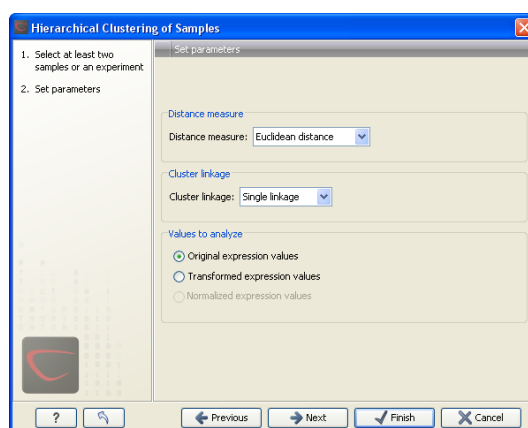 Hierarchical Clustering of Samples
1. Select at least two
samples or an experiment
2. Set parameters
Set parameters
Distance measure
Distance measure: Euclidean distance
Cluster linkage
Cluster linkage: Single linkage
Values to analyze
Original expression values
Transformed expression values
Normalized expression values
? Previous Next Finish Cancel